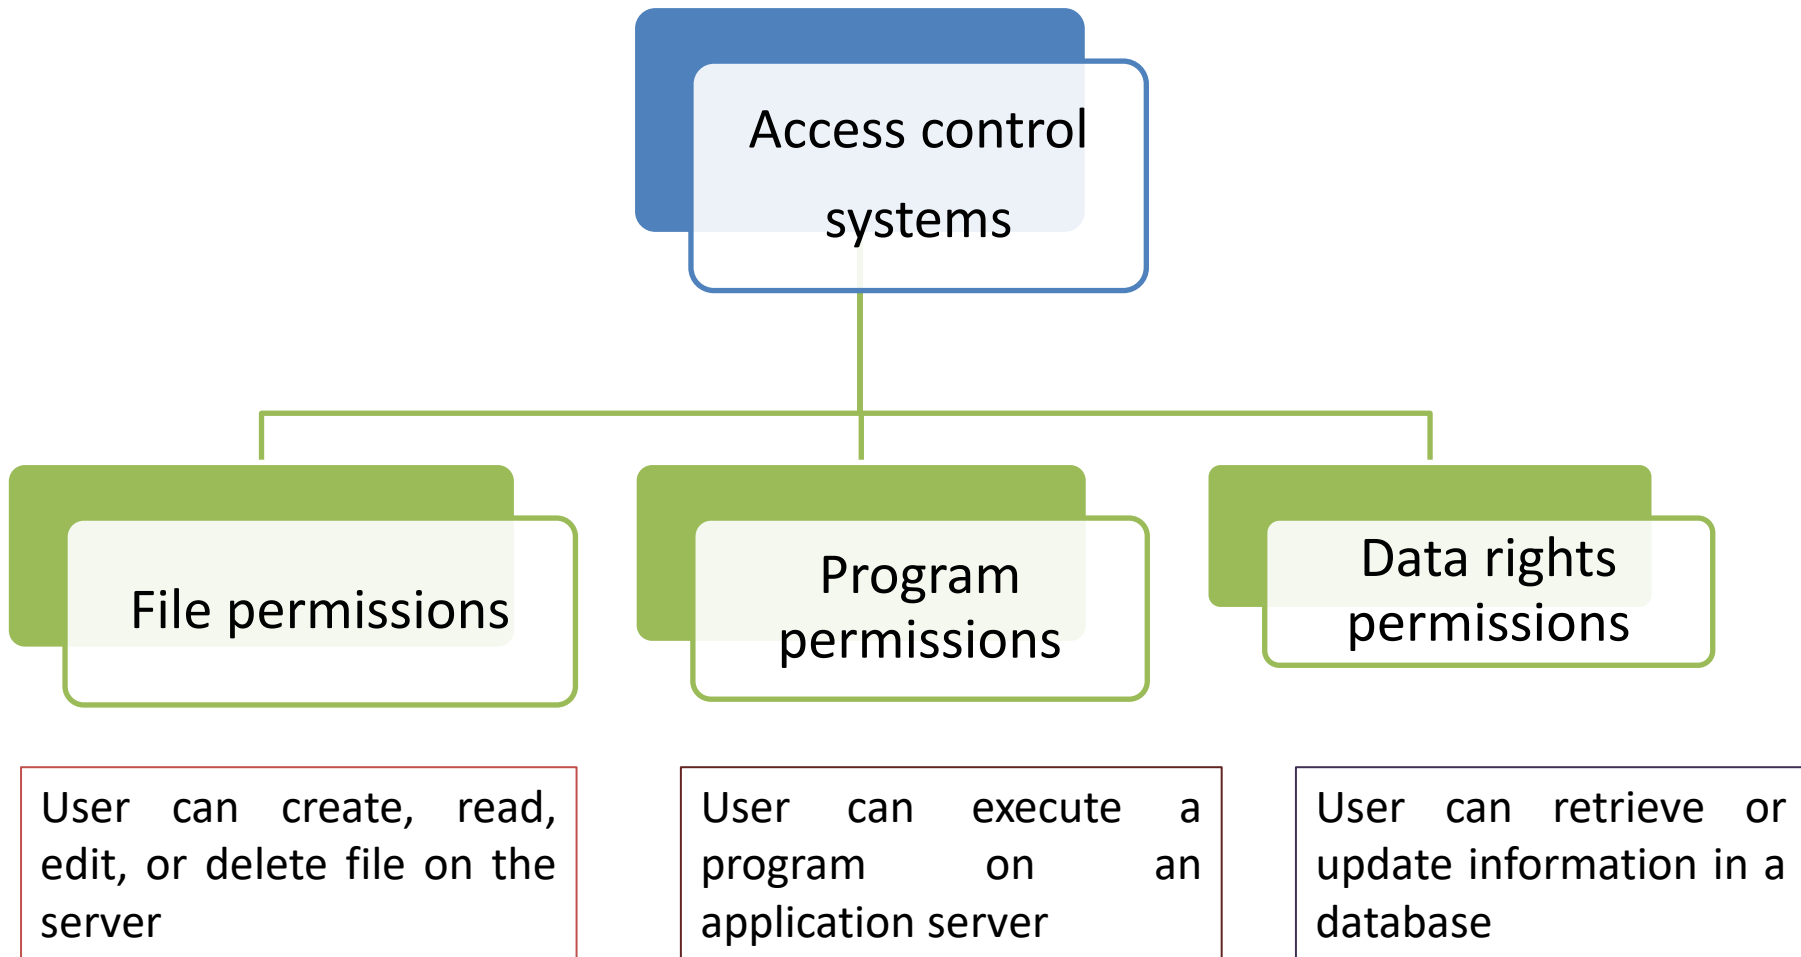 Access control
systems
File permissions
Program
permissions
Data rights
permissions
User can create, read,
edit, or delete file on the
server
User can execute a
program on an
application server
User can retrieve or
update information in a
database